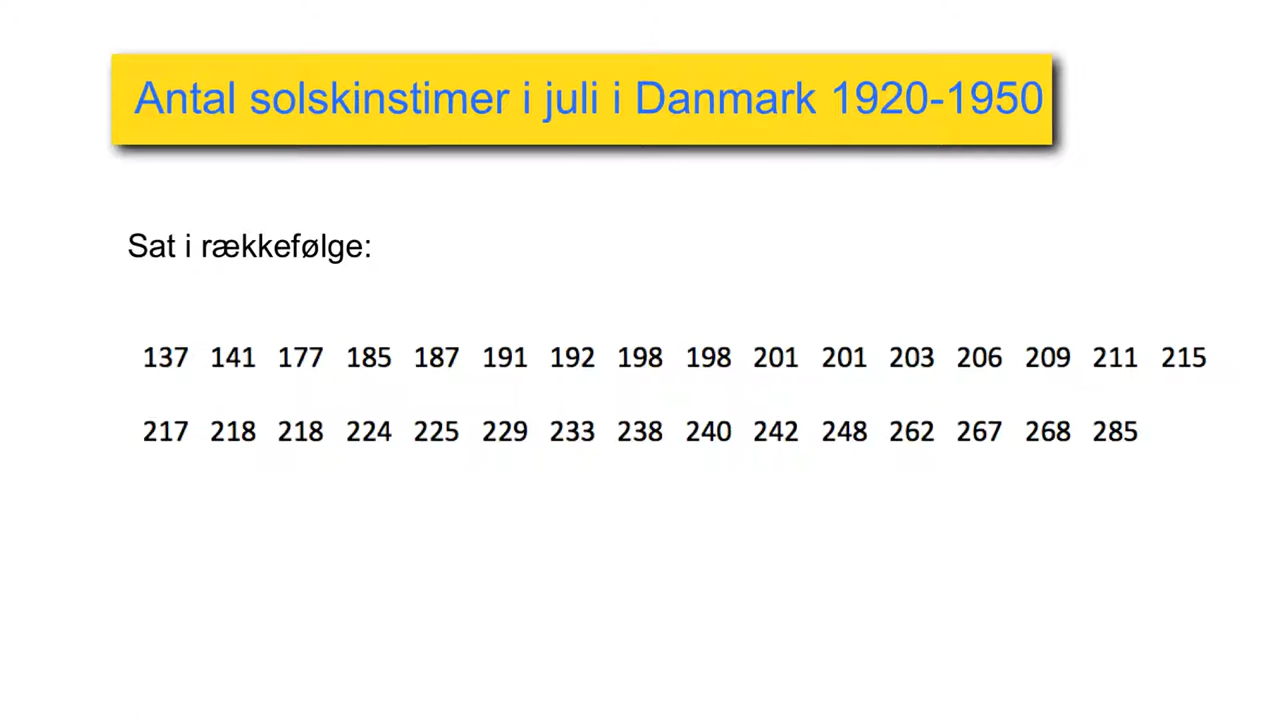 Antal solskinstimer i juli i Danmark 1920-1950
Sat i rækkefølge:
137 141 177 185 187 191 192 198 198 201 201 203 206 209 211 215
217 218 218 224 225 229 233 238 240 242 248 262 267 268 285